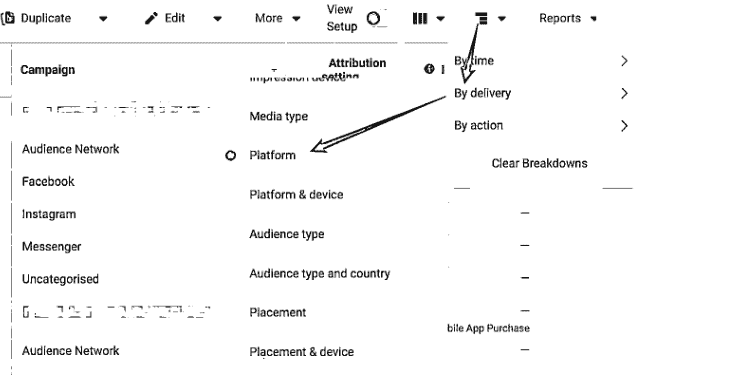 Duplicate Edit More View Setup Reports
Campaign
Attribution setting
Impression device
By time
By delivery
By action
Clear Breakdowns
Media type
Platform
Platform & device
Audience type
Audience type and country
Placement
Placement & device
Audience Network
Facebook
Instagram
Messenger
Uncategorised
Audience Network
bile App Purchase